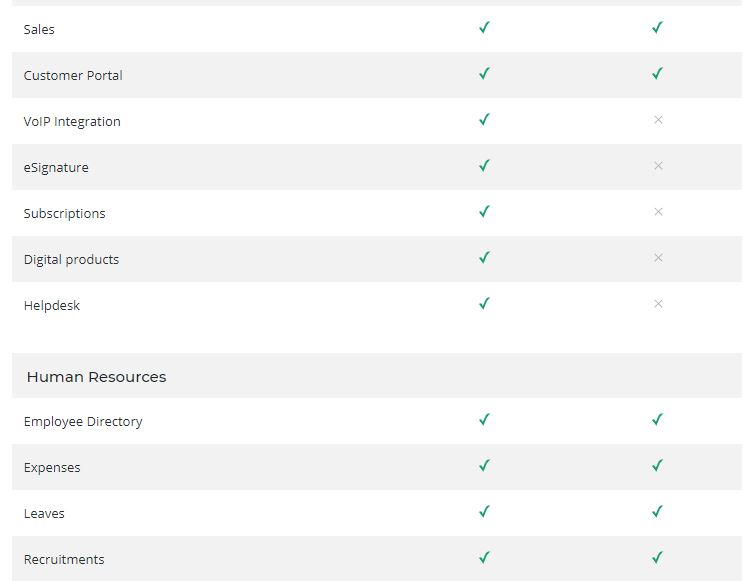 Sales
Customer Portal
VoIP Integration
eSignature
Subscriptions
Digital products
Helpdesk
Human Resources
Employee Directory
Expenses
Leaves
Recruitments